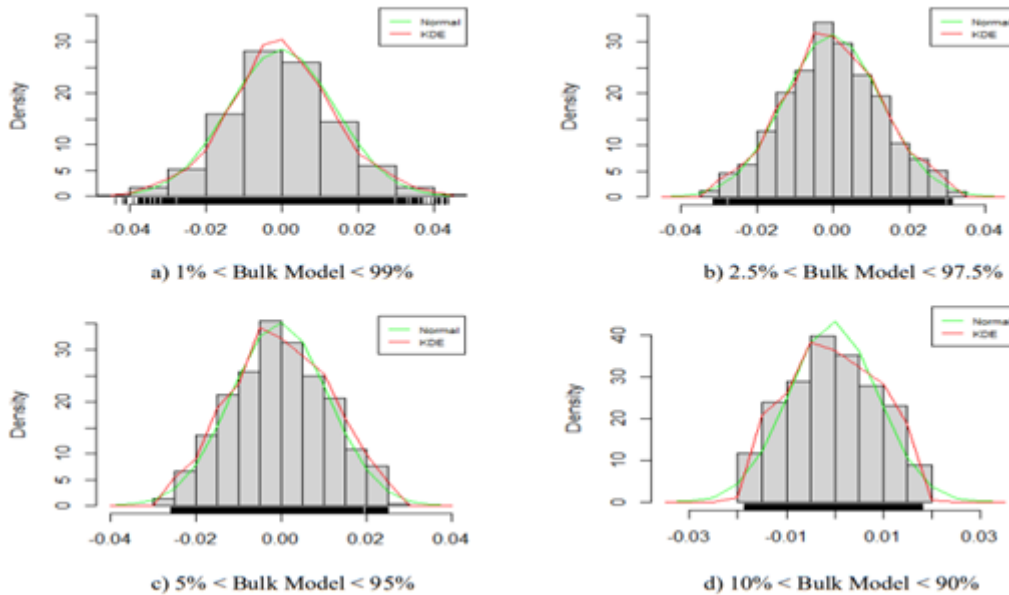 Normal
KDE
Density
30
20
10
5
0
-0.04
-0.02
0.00
0.02
0.04
a) 1% < Bulk Model < 99%
Normal
KDE
Density
30
20
10
5
0
-0.04
-0.02
0.00
0.02
0.04
b) 2.5% < Bulk Model < 97.5%
Normal
KDE
Density
30
20
10
5
0
-0.04
-0.02
0.00
0.02
0.04
c) 5% < Bulk Model < 95%
Normal
KDE
Density
40
30
20
10
0
-0.03
-0.01
0.01
0.03
d) 10% < Bulk Model < 90%